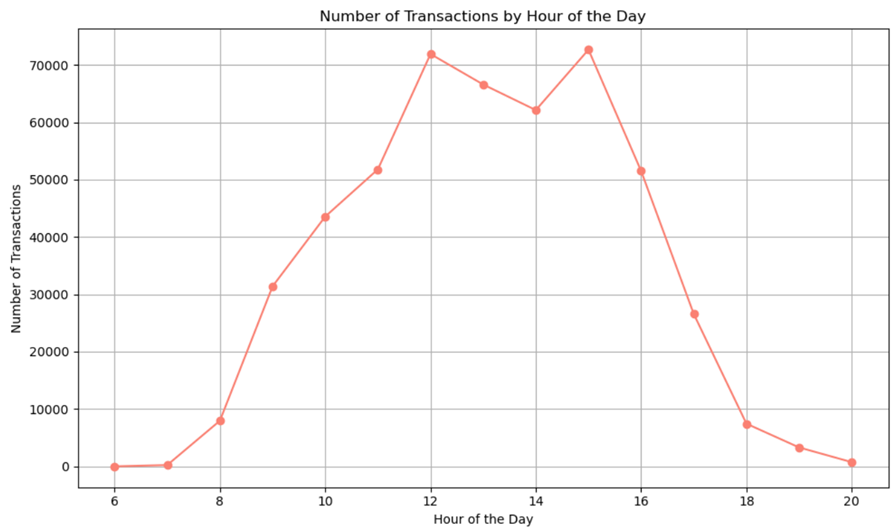 Number of Transactions by Hour of the Day
Number of Transactions
70000
60000
50000
40000
30000
20000
10000
0
6 8 10 12 14 16 18 20
Hour of the Day